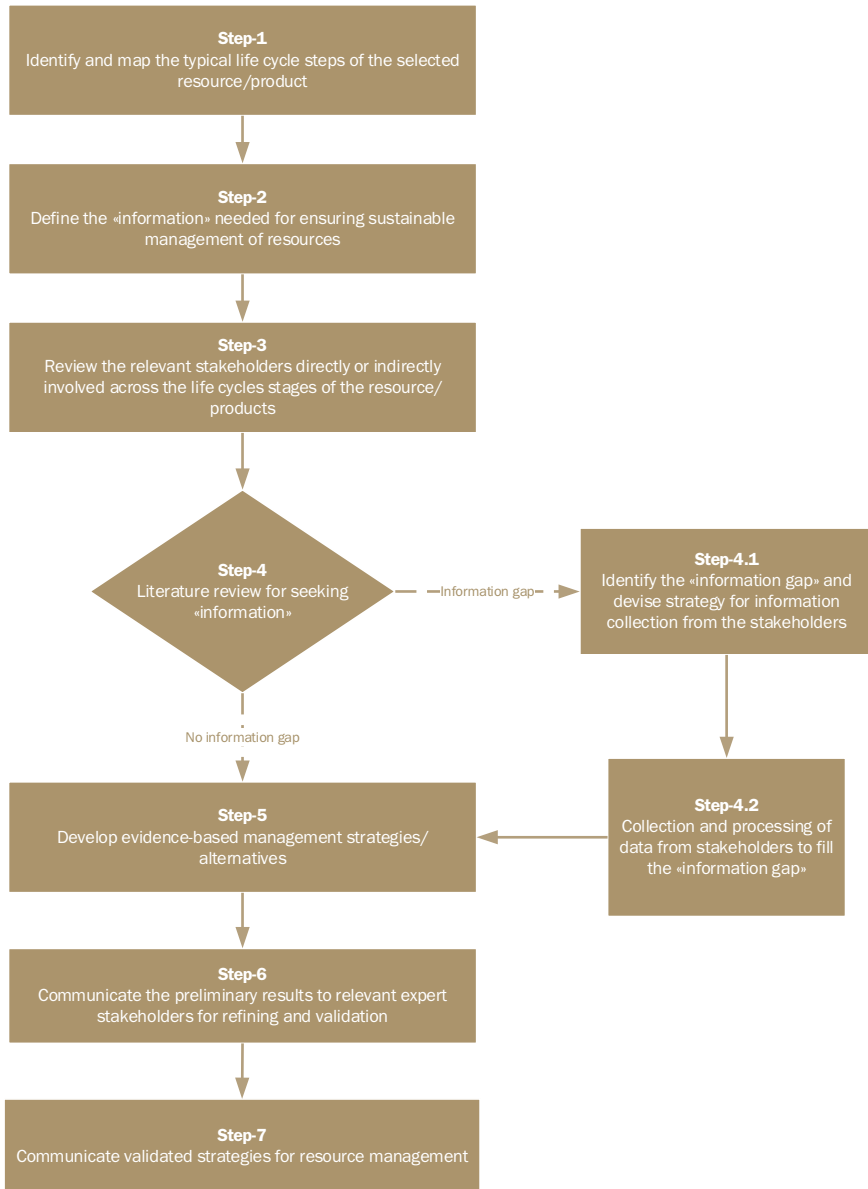 Step-1
Identify and map the typical life cycle steps of the selected
resource/product
Step-2
Define the «information» needed for ensuring sustainable
management of resources
Step-3
Review the relevant stakeholders directly or indirectly
involved across the life cycles stages of the resource/
products
Step-4
Literature review for seeking
«information»
Information gap
Step-4.1
Identify the «information gap» and
devise strategy for information
collection from the stakeholders
No information gap
Step-4.2
Collection and processing of
data from stakeholders to fill
the «information gap»
Step-5
Develop evidence-based management strategies/
alternatives
Step-6
Communicate the preliminary results to relevant expert
stakeholders for refining and validation
Step-7
Communicate validated strategies for resource management